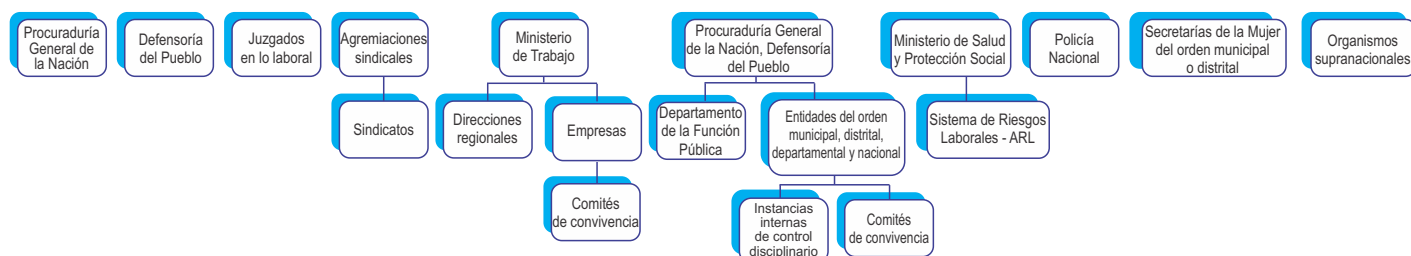 Procuraduría
General de
la Nación
Defensoría
del Pueblo
Juzgados
en lo laboral
Agremiaciones
sindicales
Ministerio
de Trabajo
Procuraduría General
de la Nación, Defensoría
del Pueblo
Ministerio de Salud
y Protección Social
Policía
Nacional
Secretarías de la Mujer
del orden municipal
o distrital
Organismos
supranacionales
Sindicatos
Direcciones
regionales
Empresas
Departamento
de la Función
Pública
Entidades del orden
municipal, distrital,
departamental y nacional
Sistema de Riesgos
Laborales - ARL
Comités
de convivencia
Instancias
internas
de control
disciplinario
Comités
de convivencia